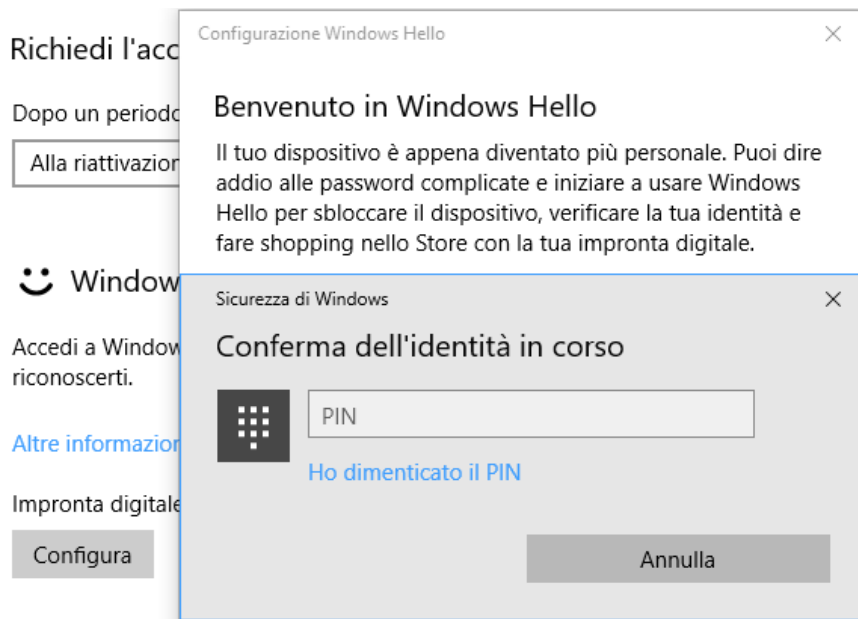 Richiedi l'acc
Dopo un periodo
Alla riattivazion
Window
Accedi a Window
riconoscerti.
Altre informazion
Impronta digitale
Configura
Configurazione Windows Hello
Benvenuto in Windows Hello
Il tuo dispositivo è appena diventato più personale. Puoi dire
addio alle password complicate e iniziare a usare Windows
Hello per sbloccare il dispositivo, verificare la tua identità e
fare shopping nello Store con la tua impronta digitale.
Sicurezza di Windows
Conferma dell'identità in corso
PIN
Ho dimenticato il PIN
Annulla